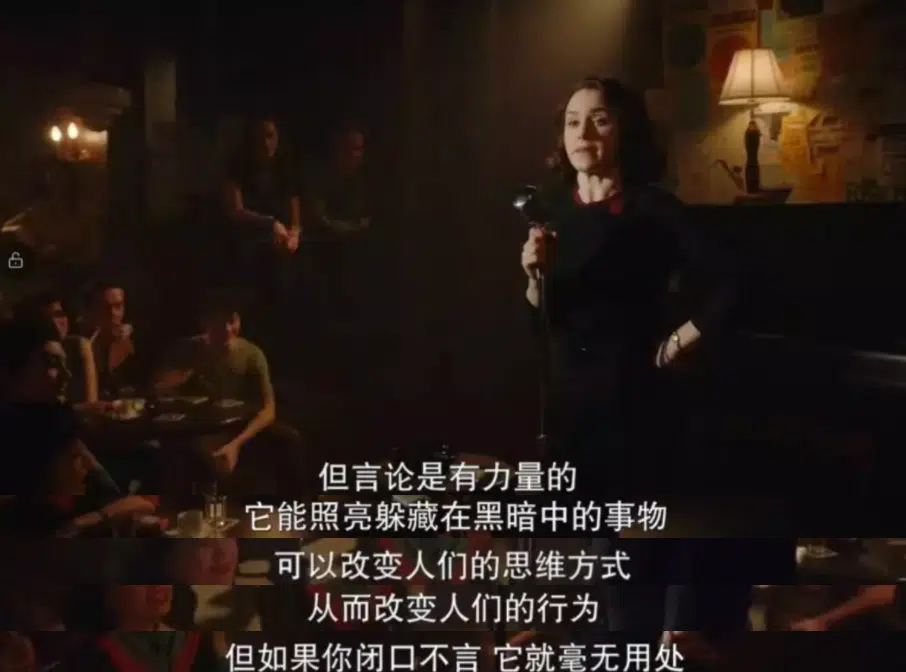 但言论是有力量的
它能照亮躲藏在黑暗中的事物
可以改变人们的思维方式
从而改变人们的行为
但如果你闭口不言 它就毫无用处